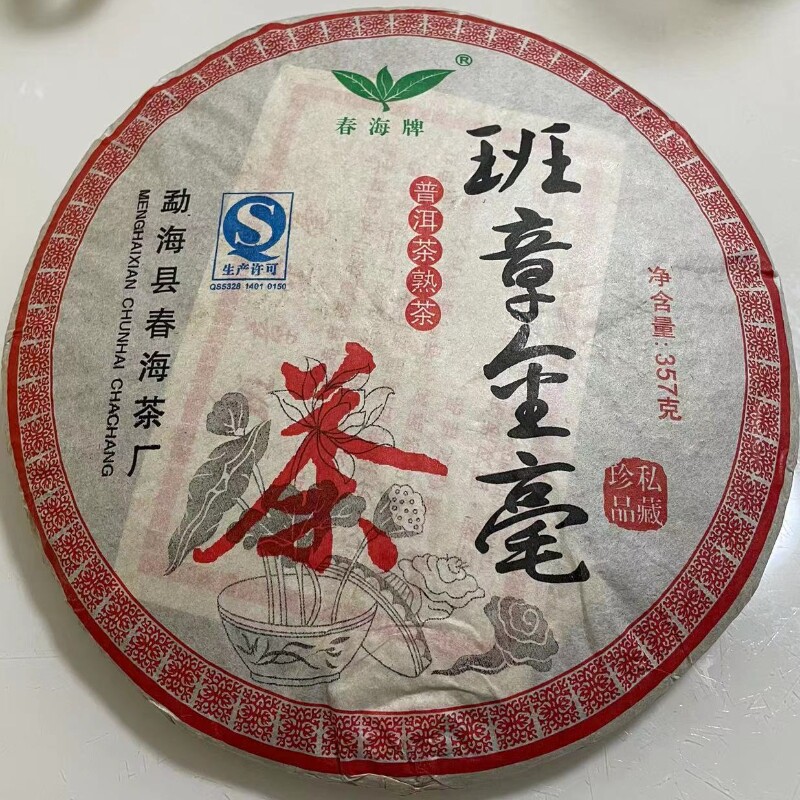 ®
春海牌
班章金毫
普洱茶熟茶
生产许可
QS5328 1401 0150
勐海县春海茶厂
MENGHAIXIAN CHUNHAI CHACHANG
净含量：357克
私藏
珍品
茶